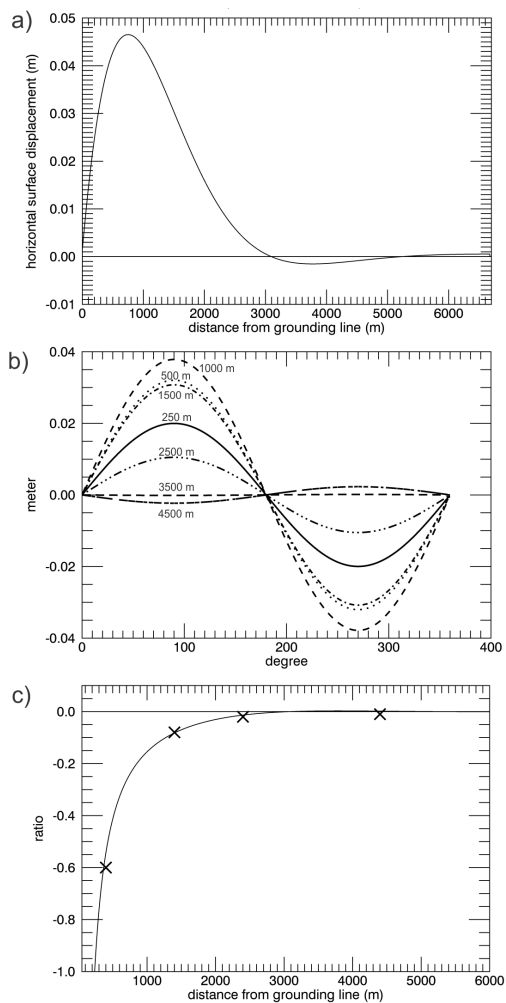 a)
0.05
0.04
0.03
0.02
0.01
0.00
-0.01
horizontal surface displacement (m)
0 1000 2000 3000 4000 5000 6000
distance from grounding line (m)
b)
0.04
0.02
0.00
-0.02
-0.04
meter
1000 m
500 m
1500 m
250 m
2500 m
3500 m
4500 m
0 100 200 300 400
degree
c)
0.0
-0.2
-0.4
-0.6
-0.8
-1.0
ratio
1000 2000 3000 4000 5000 6000
distance from grounding line (m)